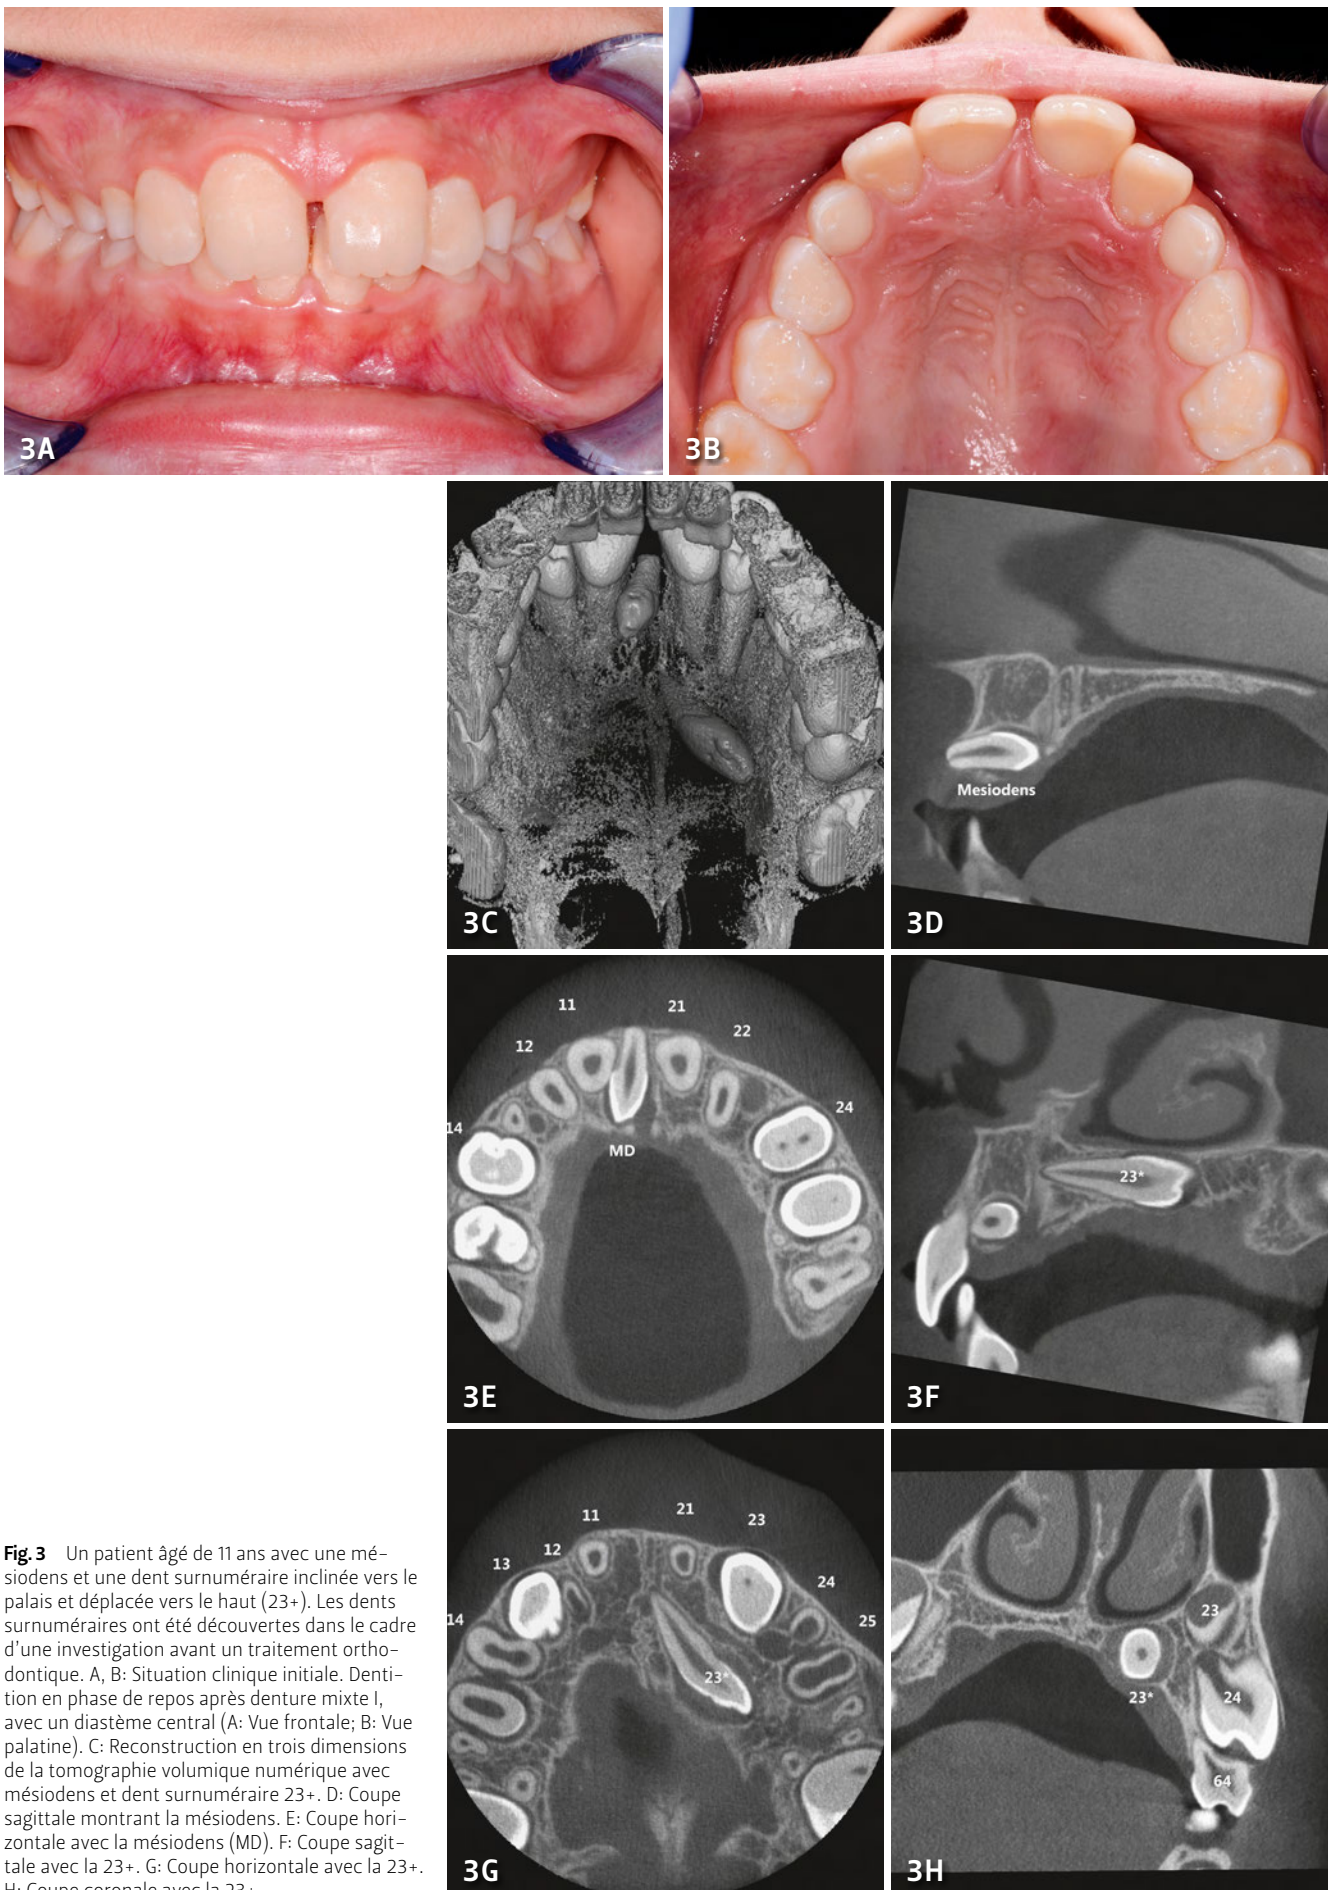 3A
3B
3C
Mesiodens
3D
11
21
22
12
24
14
MD
3E
23*
3F
11
21
23
12
13
24
14
25
23*
3G
23
23*
24
64
3H
Fig. 3 Un patient âgé de 11 ans avec une mé-
siodens et une dent surnuméraire inclinée vers le
palais et déplacée vers le haut (23+). Les dents
surnuméraires ont été découvertes dans le cadre
d’une investigation avant un traitement ortho-
dontique. A, B: Situation clinique initiale. Denti-
tion en phase de repos après denture mixte I,
avec un diastème central (A: Vue frontale; B: Vue
palatine). C: Reconstruction en trois dimensions
de la tomographie volumique numérique avec
mésiodens et dent surnuméraire 23+. D: Coupe
sagittale montrant la mésiodens. E: Coupe hori-
zontale avec la mésiodens (MD). F: Coupe sagit-
tale avec la 23+. G: Coupe horizontale avec la 23+.
H: Coupe coronale avec la 23+.